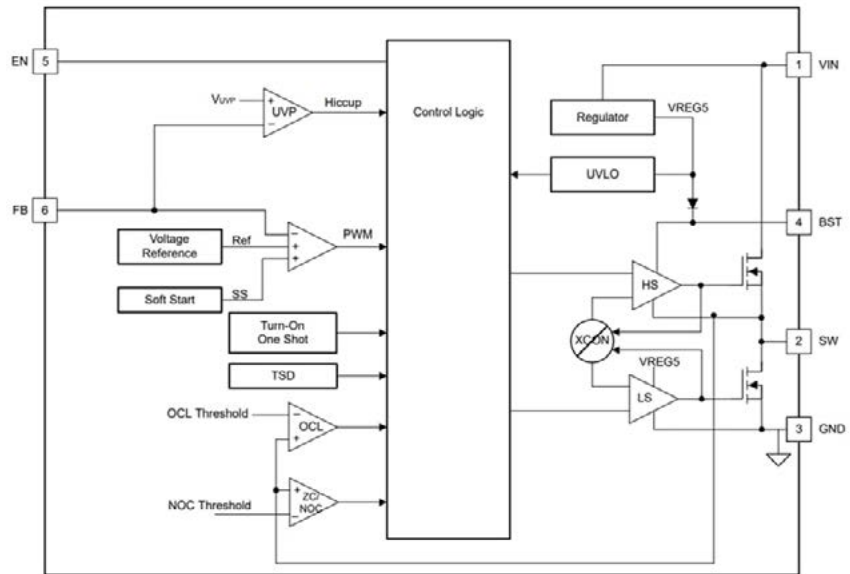 EN 5
VUVP
+
UVP
−
Hiccup
Control Logic
1 VIN
Regulator
VREG5
UVLO
FB 6
4 BST
Voltage
Reference
Ref
−
+
+
PWM
Soft Start
SS
HS
Turn-On
One Shot
XCON
2 SW
TSD
VREG5
LS
OCL Threshold
−
OCL
+
3 GND
NOC Threshold
+
ZC/
NOC
−